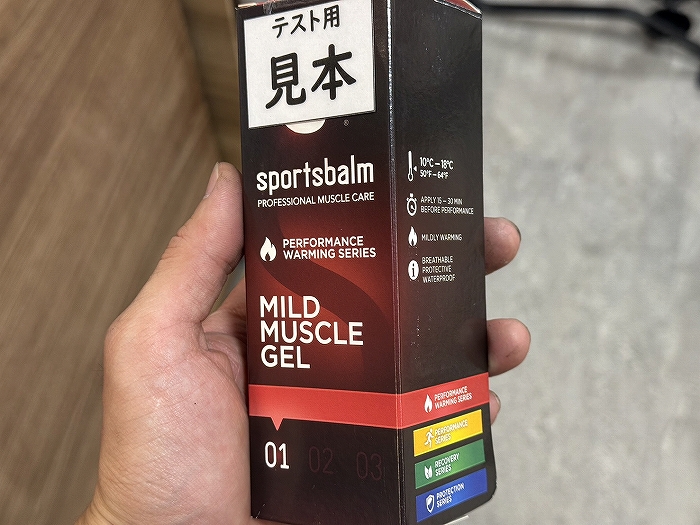 テスト用
見本
®
sportsbalm
PROFESSIONAL MUSCLE CARE
PERFORMANCE
WARMING SERIES
MILD
MUSCLE
GEL
01 02 03
10°C – 18°C
50°F – 64°F
APPLY 15 – 30 MIN
BEFORE PERFORMANCE
MILDLY WARMING
BREATHABLE
PROTECTIVE
WATERPROOF
PERFORMANCE
WARMING SERIES
PERFORMANCE
SERIES
RECOVERY
SERIES
PROTECTION
SERIES